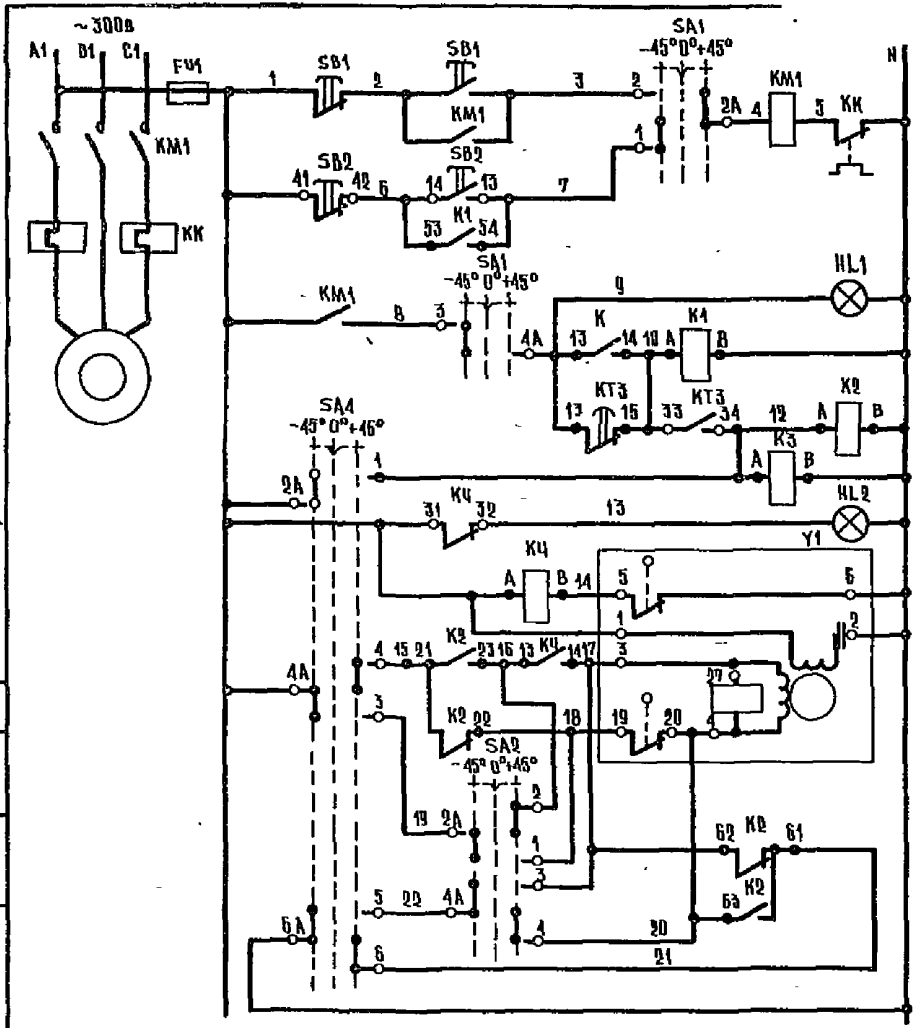 ~ 300В
A1 B1 C1
FU1
1
SB1
2
SB1
3
2
SA1
-45° 0° +45°
2A
4
KM1
5
KK
N
KM1
KM1
1
SB2
41
42
6
SB2
14
13
7
K1
53
54
KK
SA1
-45° 0° +45°
KM1
8
3
4A
9
HL1
13
K
14
10
A
K1
B
KT3
13
15
33
KT3
34
12
A
K2
B
K3
A
B
SA4
-45° 0° +45°
2A
1
31
K4
32
13
HL2
Y1
K4
A
B
14
5
6
1
2
4A
4
15
21
K2
23
16
13
K4
14
17
3
27
3
K2
22
18
19
20
4
SA2
-45° 0° +45°
2
19
2A
1
3
62
K2
61
K2
63
5
22
4A
4
20
6A
6
21